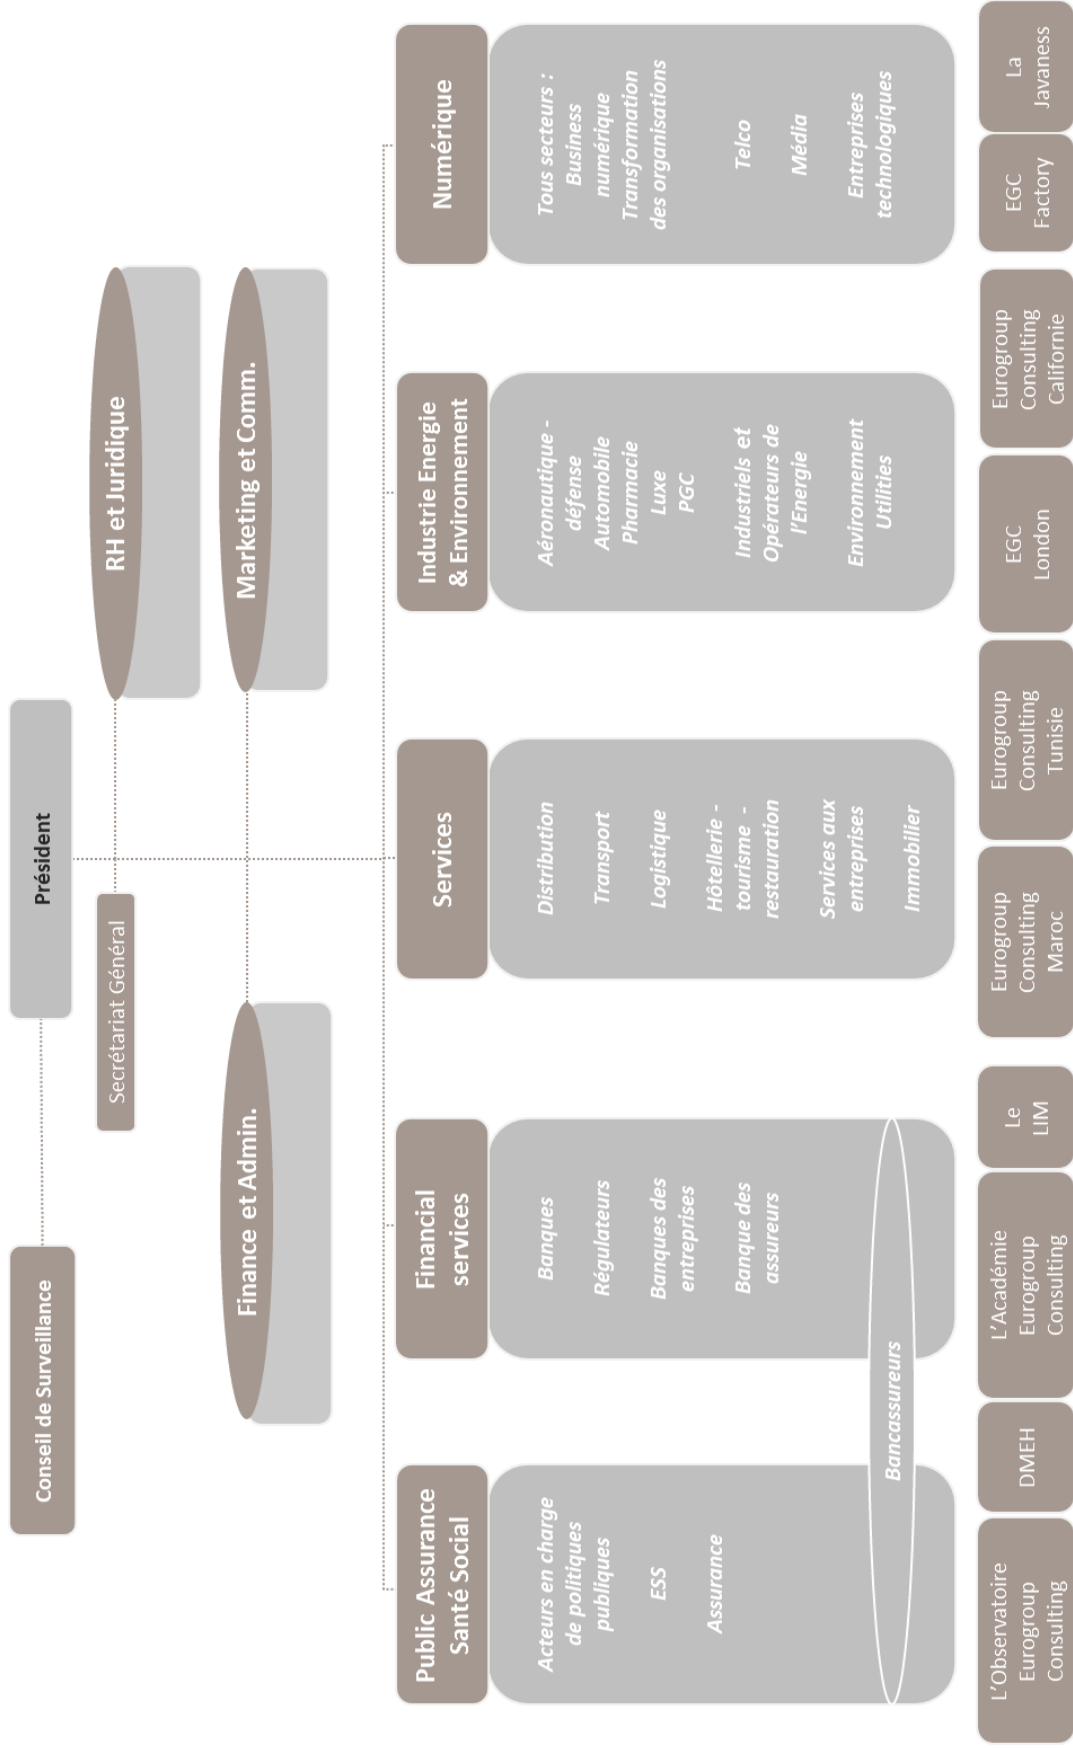 Conseil de Surveillance
Président
Secrétariat Général
RH et Juridique
Finance et Admin.
Marketing et Comm.
Public Assurance
Santé Social
Acteurs en charge
de politiques
publiques
ESS
Assurance
Financial
services
Banques
Régulateurs
Banques des
entreprises
Banque des
assureurs
Bancassureurs
Services
Distribution
Transport
Logistique
Hôtellerie -
tourisme -
restauration
Services aux
entreprises
Immobilier
Industrie Energie
& Environnement
Aéronautique -
défense
Automobile
Pharmacie
Luxe
PGC
Industriels et
Opérateurs de
l'Energie
Environnement
Utilities
Numérique
Tous secteurs :
Business
numérique
Transformation
des organisations
Telco
Média
Entreprises
technologiques
L'Observatoire
Eurogroup
Consulting
DMEH
L'Académie
Eurogroup
Consulting
Le
LIM
Eurogroup
Consulting
Maroc
Eurogroup
Consulting
Tunisie
EGC
London
Eurogroup
Consulting
Californie
EGC
Factory
La
Javaness